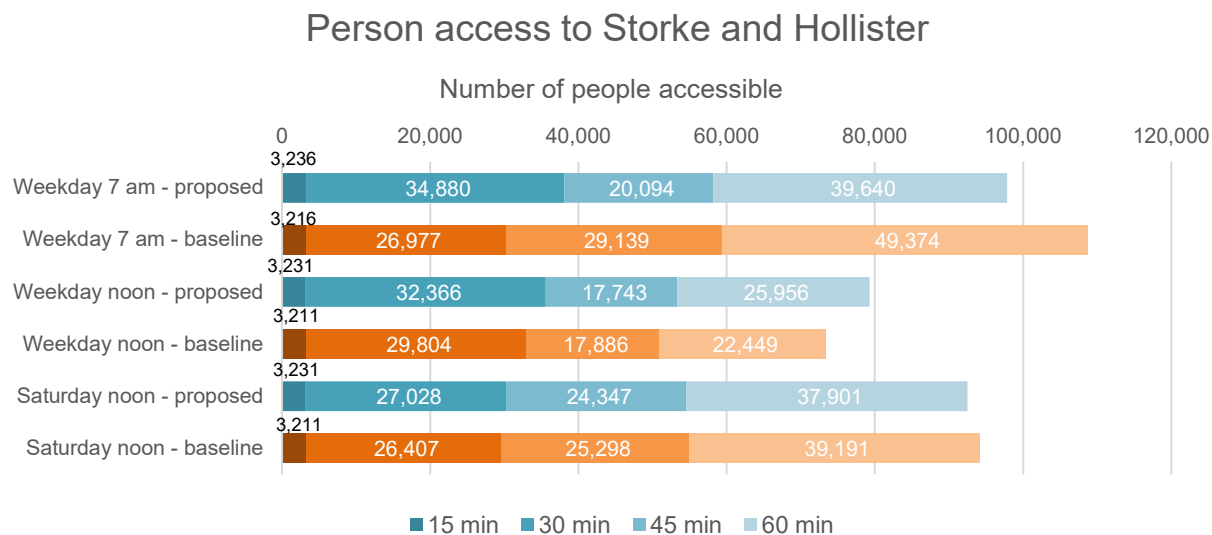 Person access to Storke and Hollister
Number of people accessible
0 20,000 40,000 60,000 80,000 100,000 120,000
3,236
Weekday 7 am - proposed 34,880 20,094 39,640
3,216
Weekday 7 am - baseline 26,977 29,139 49,374
3,231
Weekday noon - proposed 32,366 17,743 25,956
3,211
Weekday noon - baseline 29,804 17,886 22,449
3,231
Saturday noon - proposed 27,028 24,347 37,901
3,211
Saturday noon - baseline 26,407 25,298 39,191
15 min 30 min 45 min 60 min